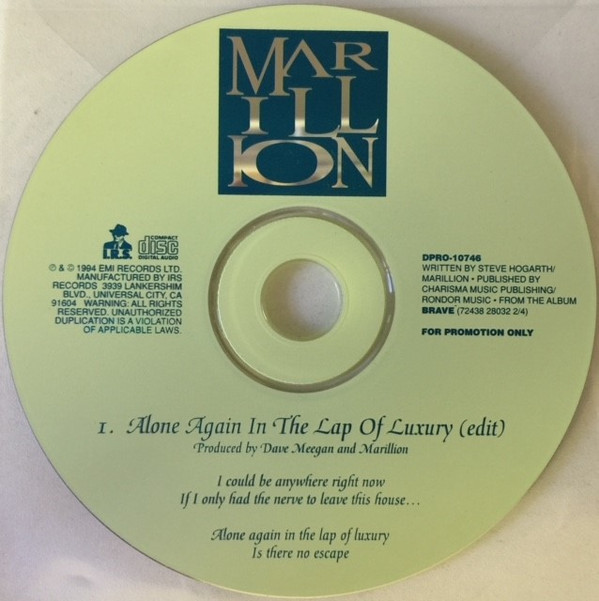 MAR
ILL
ION
I.R.S.
COMPACT
disc
DIGITAL AUDIO
℗ & © 1994 EMI RECORDS LTD.
MANUFACTURED BY IRS
RECORDS 3939 LANKERSHIM
BLVD., UNIVERSAL CITY, CA
91604 WARNING: ALL RIGHTS
RESERVED. UNAUTHORIZED
DUPLICATION IS A VIOLATION
OF APPLICABLE LAWS.
DPRO-10746
WRITTEN BY STEVE HOGARTH/
MARILLION • PUBLISHED BY
CHARISMA MUSIC PUBLISHING/
RONDOR MUSIC • FROM THE ALBUM
BRAVE (72438 28032 2/4)
FOR PROMOTION ONLY
1. Alone Again In The Lap Of Luxury (edit)
Produced by Dave Meegan and Marillion
I could be anywhere right now
If I only had the nerve to leave this house...
Alone again in the lap of luxury
Is there no escape